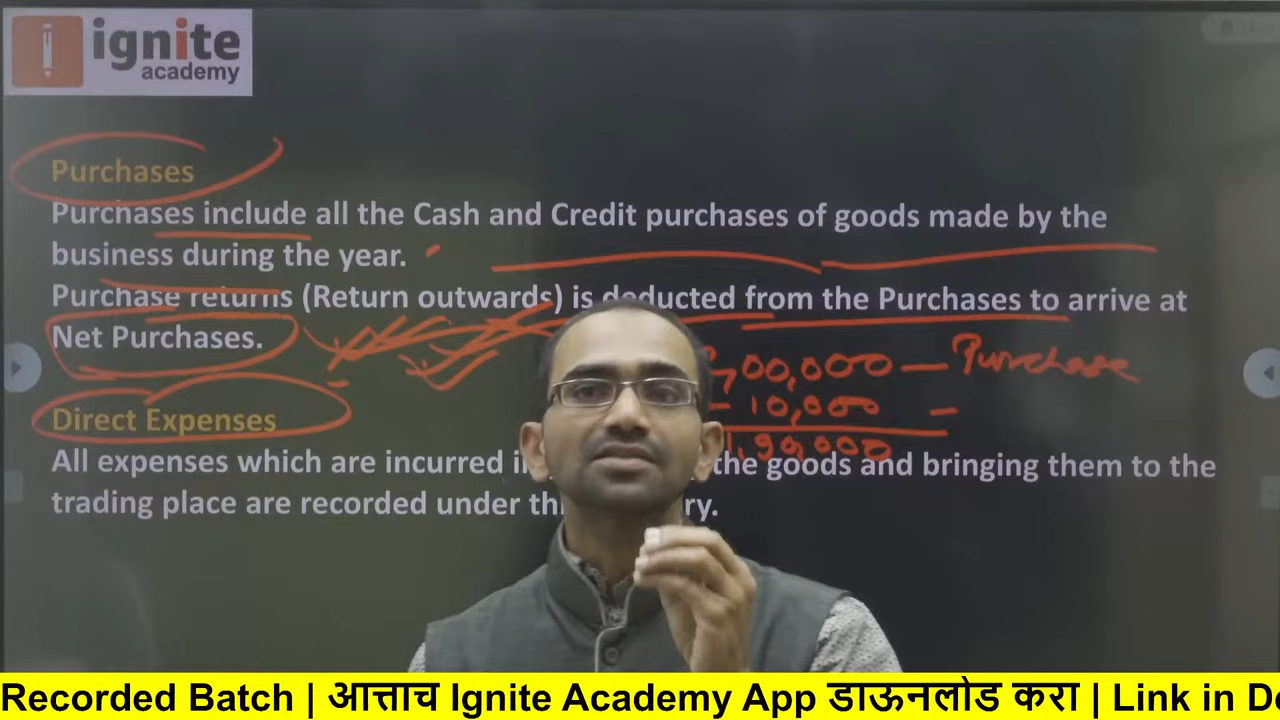 ignite
academy
Purchases
Purchases include all the Cash and Credit purchases of goods made by the
business during the year.
Purchase returns (Return outwards) is deducted from the Purchases to arrive at
Net Purchases.
,00,000 — Purchase
- 10,000 —
1,90,000
Direct Expenses
All expenses which are incurred the goods and bringing them to the
trading place are recorded under
Recorded Batch | आत्ताच Ignite Academy App डाऊनलोड करा | Link in